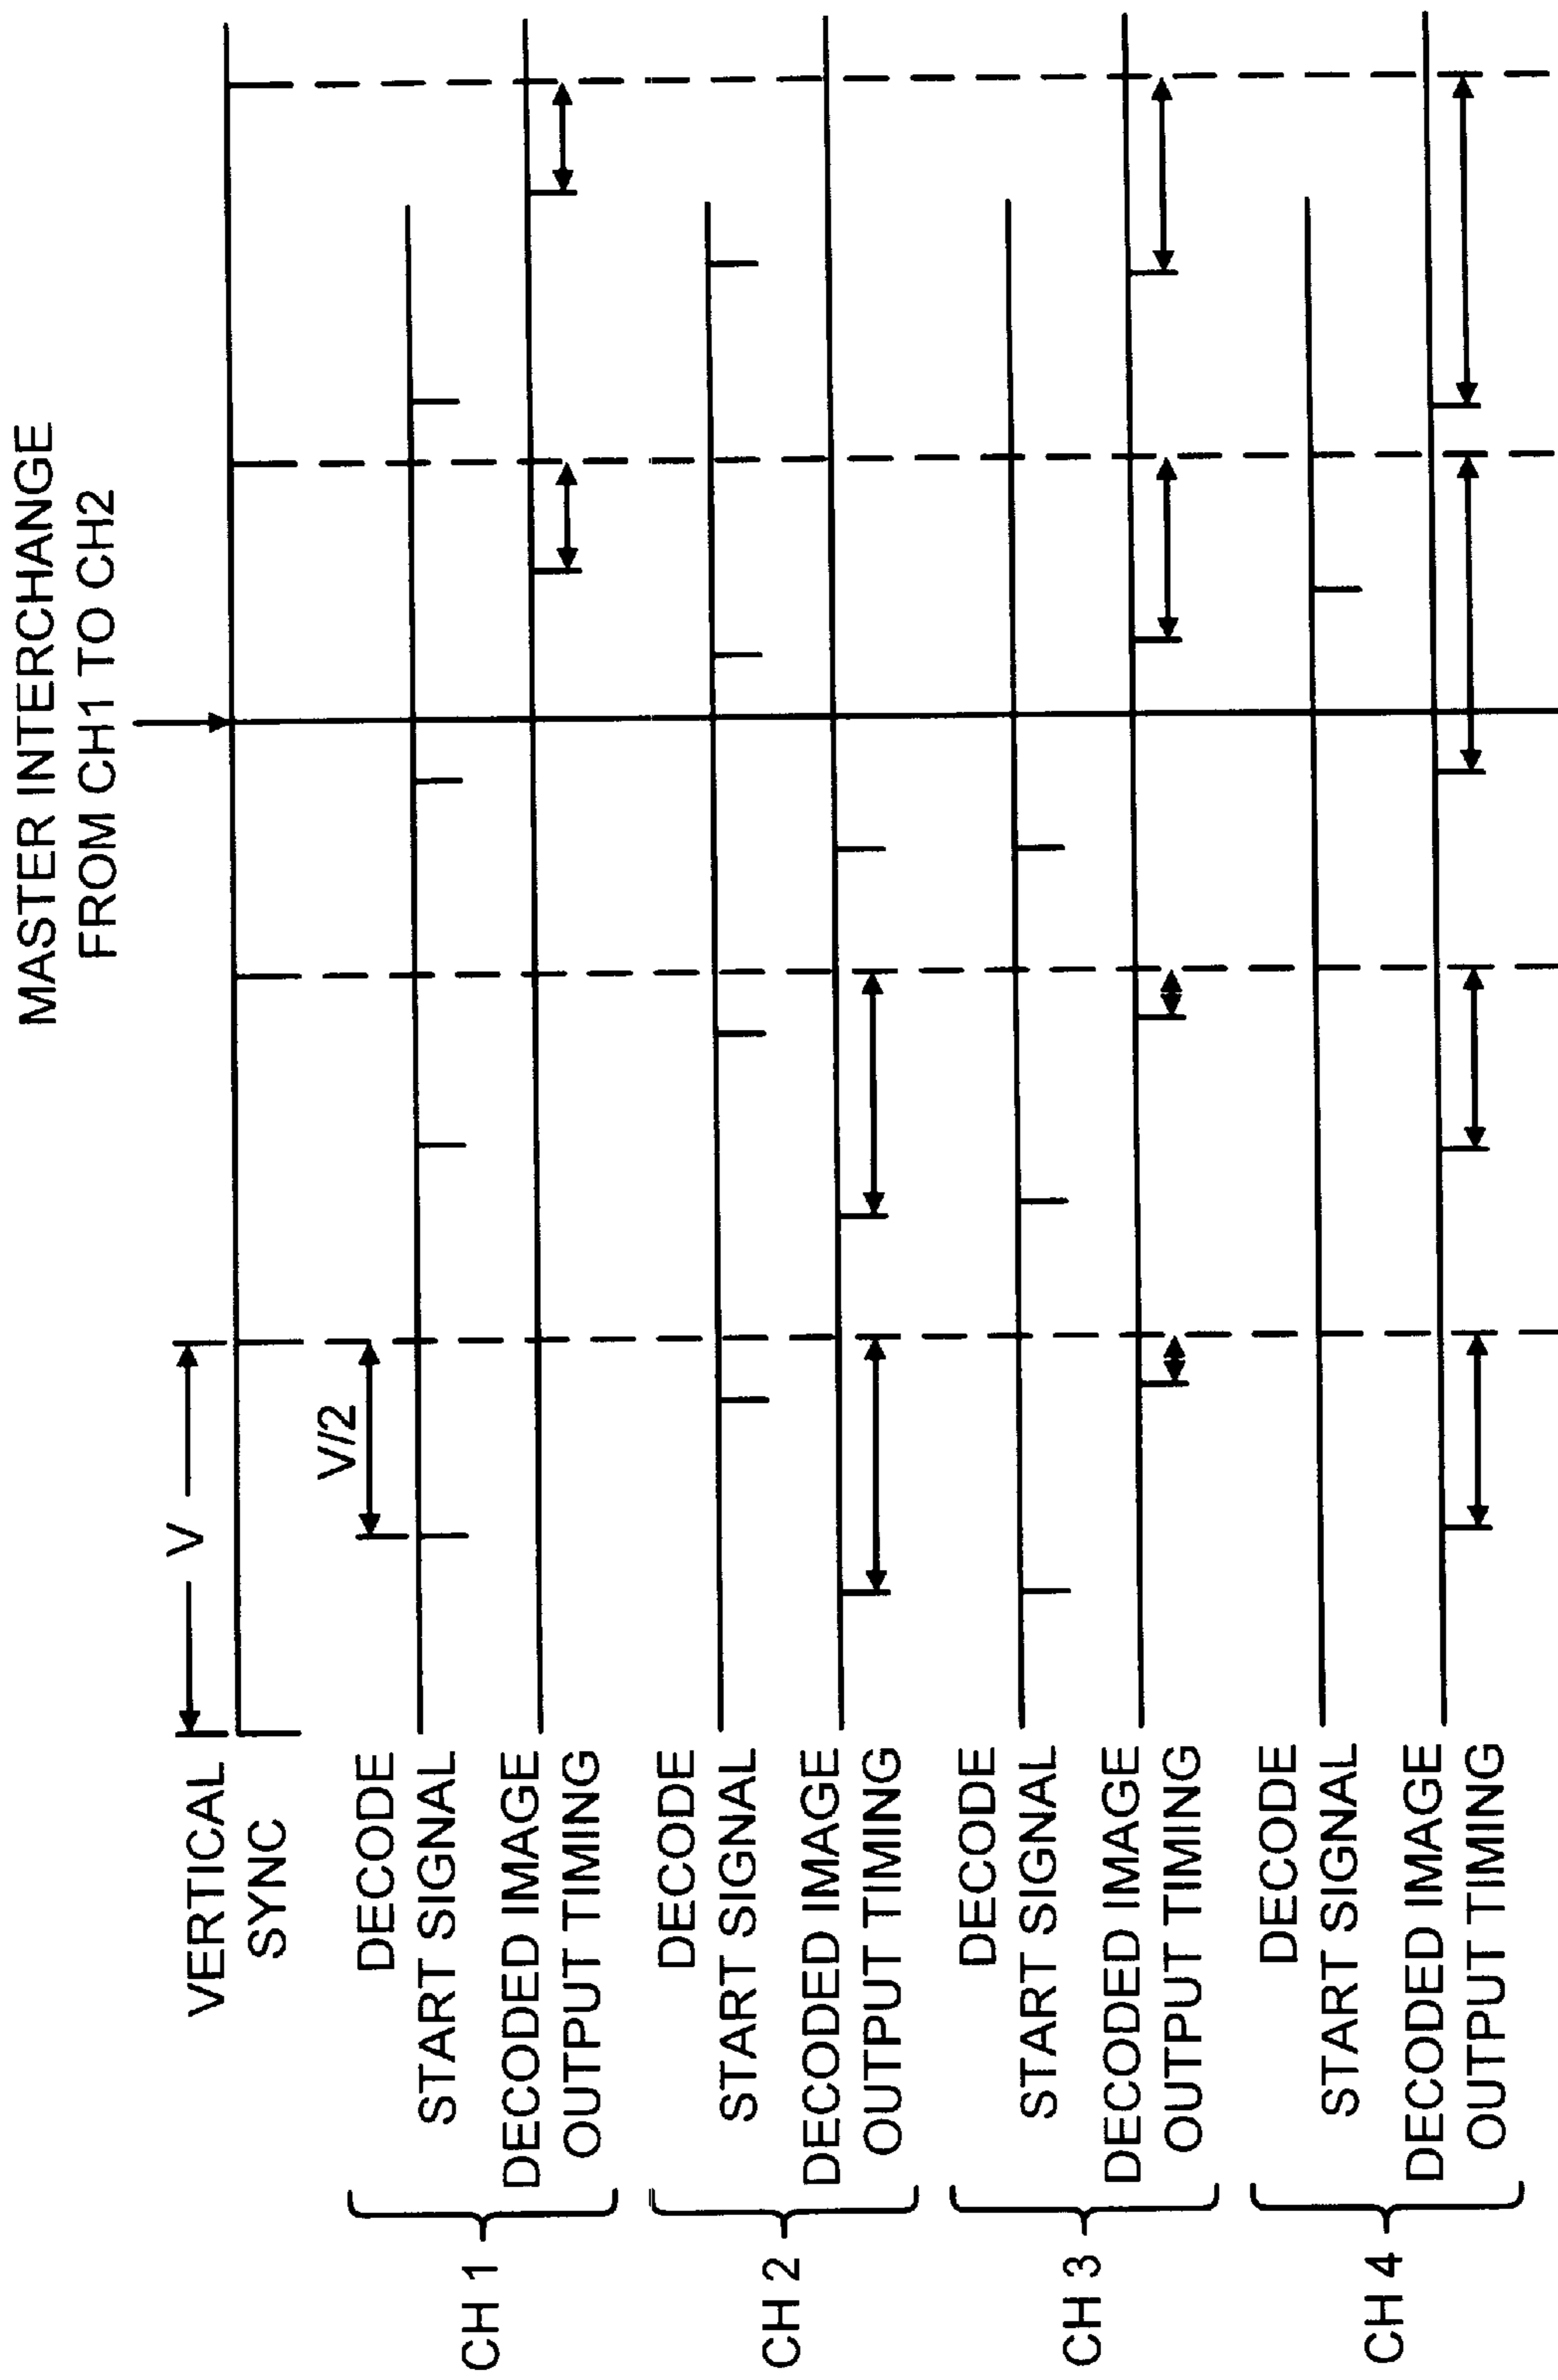 MASTER INTERCHANGE
FROM CH1 TO CH2
VERTICAL
SYNC
V
V/2
CH 1
DECODE
START SIGNAL
DECODED IMAGE
OUTPUT TIMING
CH 2
DECODE
START SIGNAL
DECODED IMAGE
OUTPUT TIMING
CH 3
DECODE
START SIGNAL
DECODED IMAGE
OUTPUT TIMING
CH 4
DECODE
START SIGNAL
DECODED IMAGE
OUTPUT TIMING